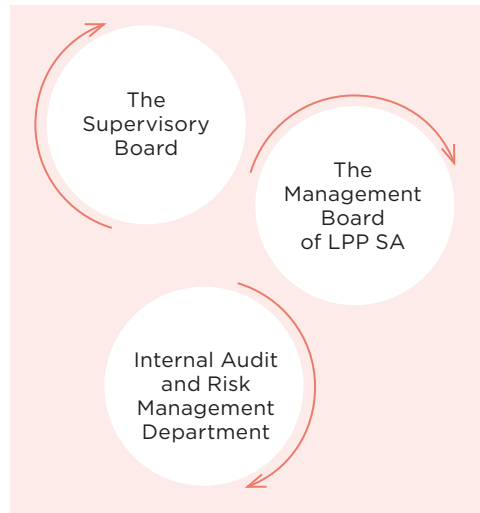 The
Supervisory
Board
The
Management
Board
of LPP SA
Internal Audit
and Risk
Management
Department